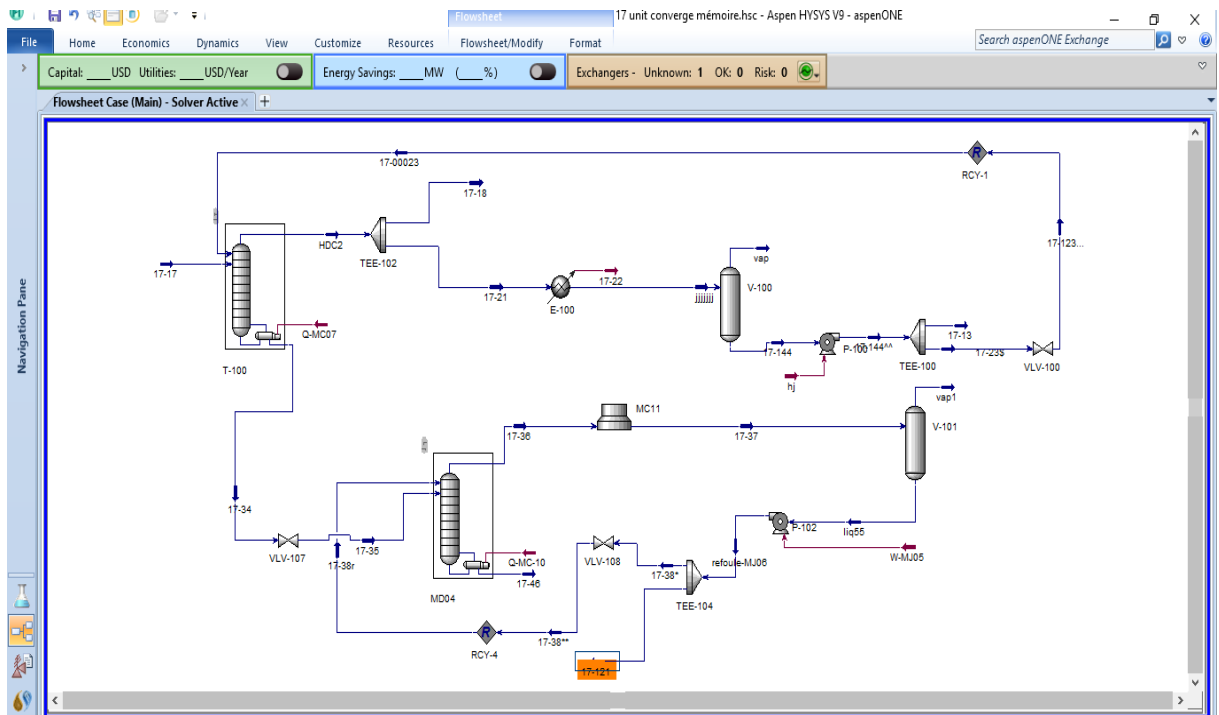 Flowsheet
17 unit converge mémoire.hsc - Aspen HYSYS V9 - aspenONE
File Home Economics Dynamics View Customize Resources Flowsheet/Modify Format
Search aspenONE Exchange
Capital: ____USD Utilities: ____USD/Year
Energy Savings: ____MW (____%)
Exchangers - Unknown: 1 OK: 0 Risk: 0
Flowsheet Case (Main) - Solver Active × +
Navigation Pane
17-00023
R
RCY-1
17-18
HDC2
TEE-102
17-123...
17-17
vap
17-21
17-22
E-100
jjjjjj
V-100
Q-MC07
T-100
17-144
P-100
17-144^^
17-13
17-23$
TEE-100
VLV-100
hj
vap1
MC11
17-36
17-37
V-101
17-34
VLV-107
17-38r
17-35
Q-MC-10
17-46
MD04
VLV-108
17-38*
refoule-MJ06
P-102
liq55
W-MJ05
TEE-104
R
RCY-4
17-38**
17-121